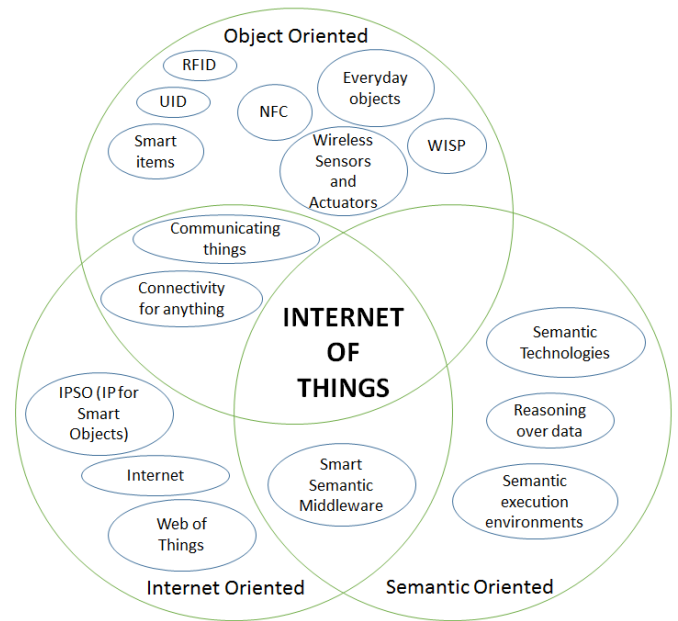 Object Oriented
RFID
UID
Smart
items
NFC
Everyday
objects
Wireless
Sensors
and
Actuators
WISP
Communicating
things
Connectivity
for anything
INTERNET
OF
THINGS
Semantic
Technologies
Reasoning
over data
Semantic
execution
environments
IPSO (IP for
Smart
Objects)
Internet
Web of
Things
Smart
Semantic
Middleware
Internet Oriented
Semantic Oriented